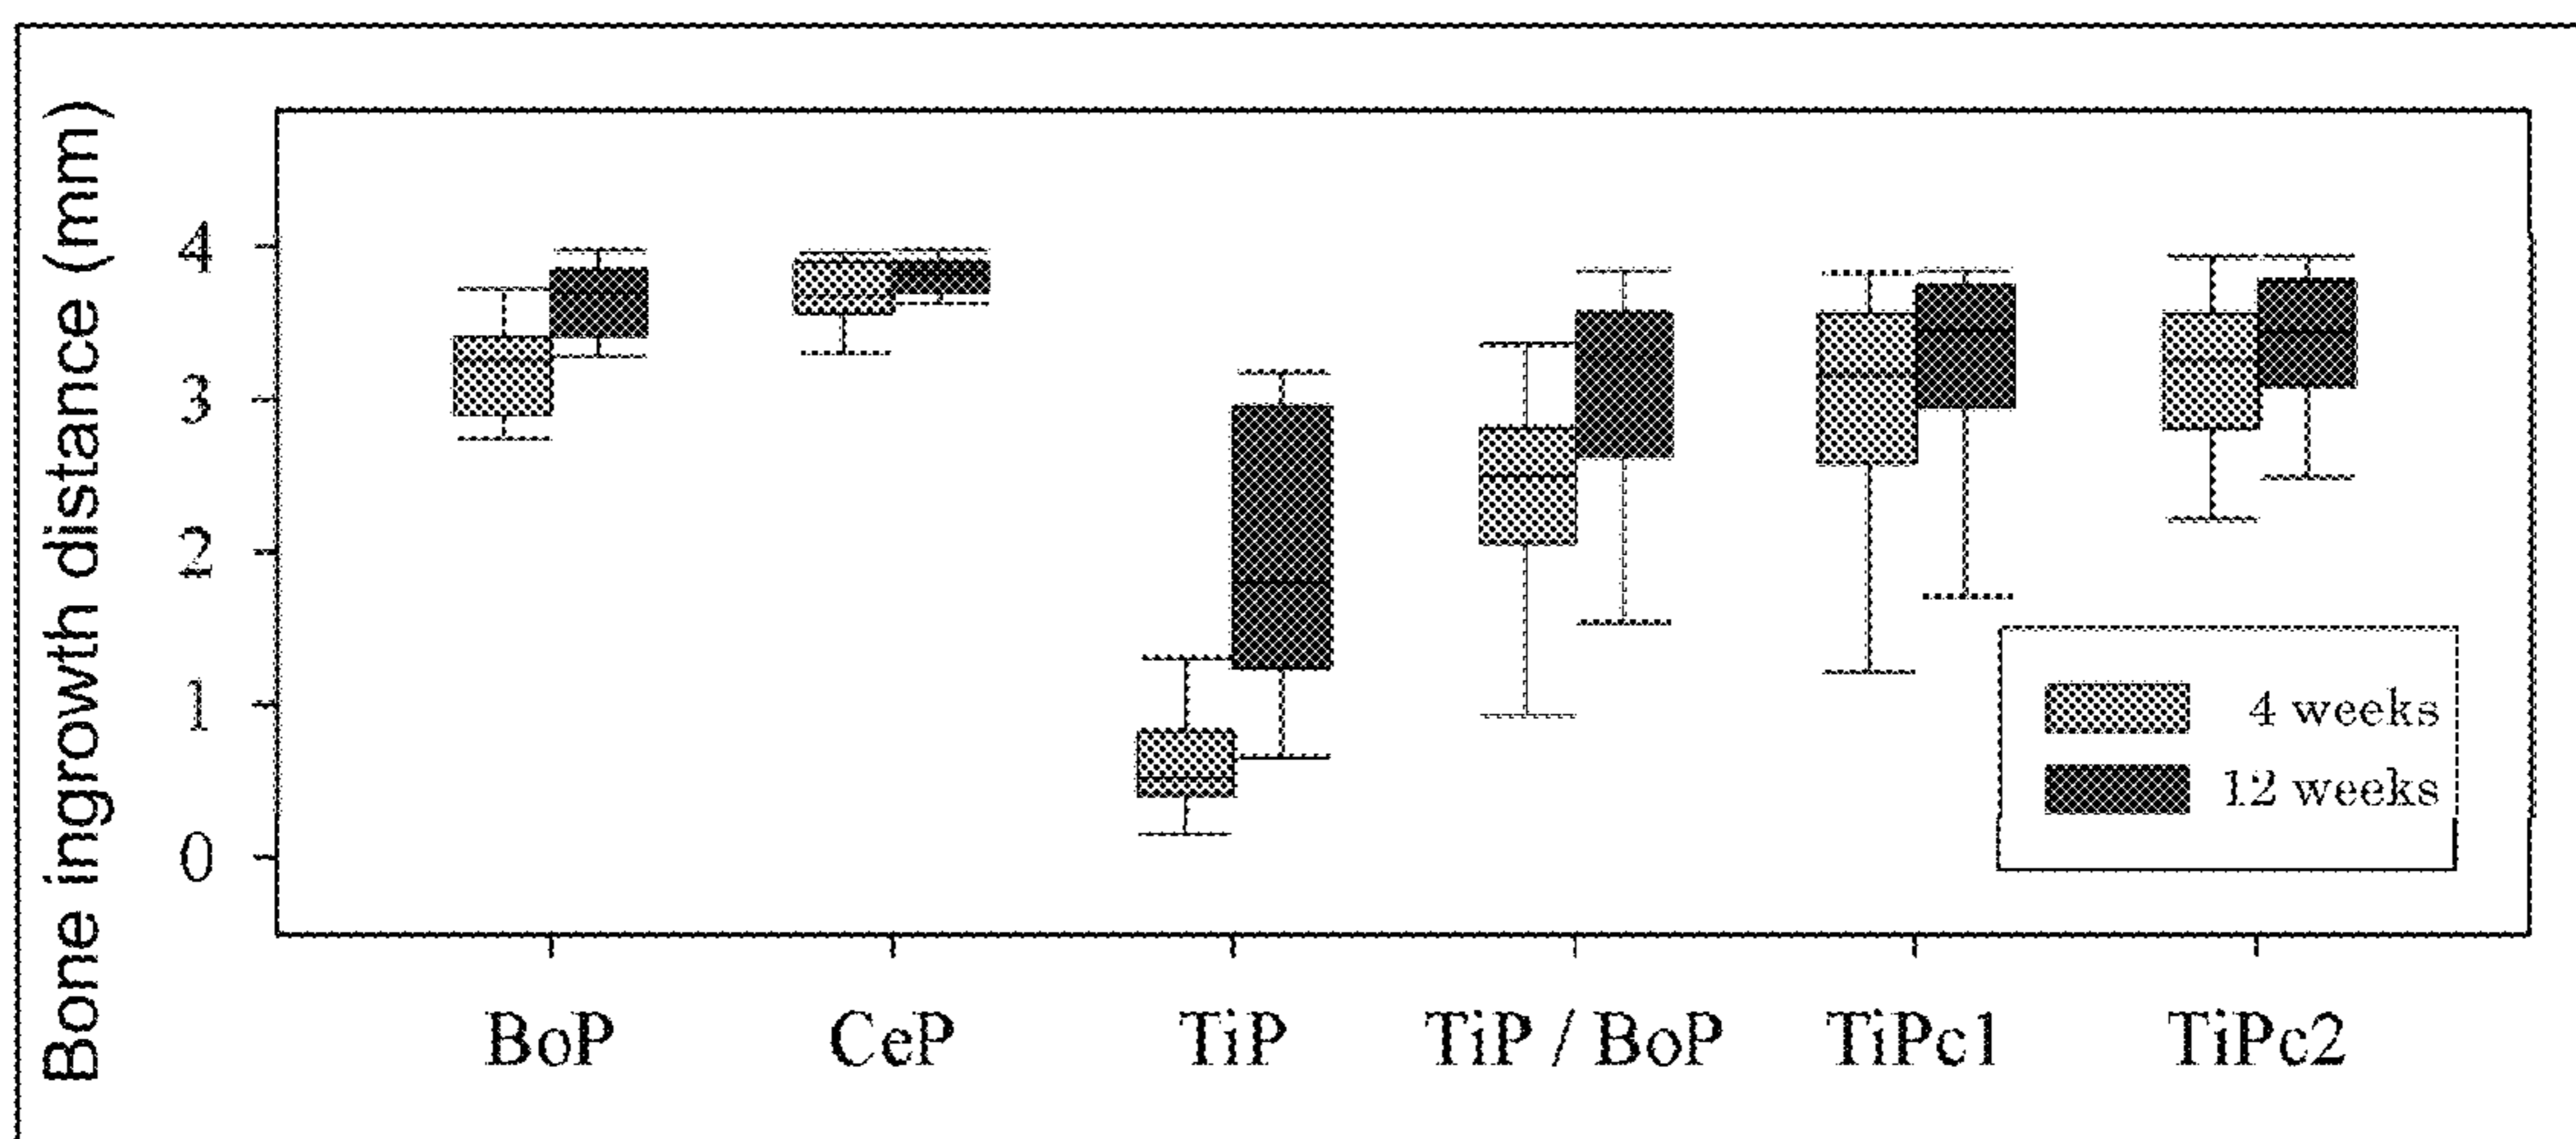 Bone ingrowth distance (mm)
4
3
2
1
0
4 weeks
12 weeks
BoP
CeP
TiP
TiP / BoP
TiPc1
TiPc2